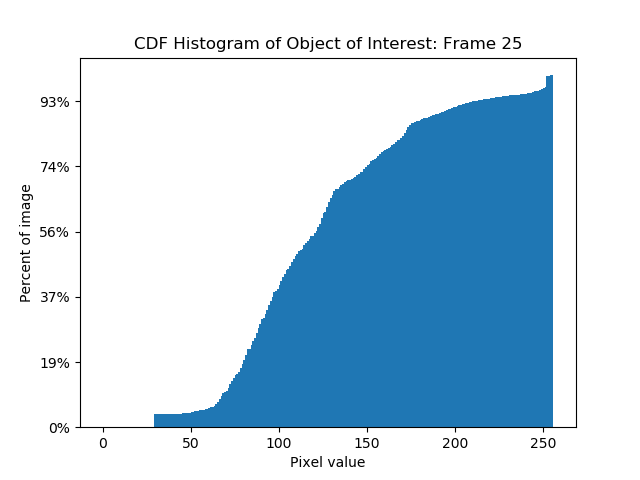 CDF Histogram of Object of Interest: Frame 25
93%
74%
56%
37%
19%
0%
Percent of image
0 50 100 150 200 250
Pixel value